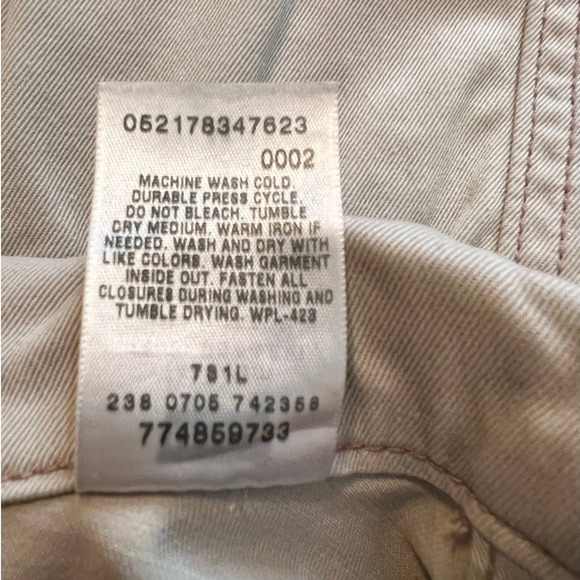 052178347623
0002
MACHINE WASH COLD.
DURABLE PRESS CYCLE.
DO NOT BLEACH. TUMBLE
DRY MEDIUM. WARM IRON IF
NEEDED. WASH AND DRY WITH
LIKE COLORS. WASH GARMENT
INSIDE OUT. FASTEN ALL
CLOSURES DURING WASHING AND
TUMBLE DRYING. WPL-423
781L
238 0705 742358
774859733